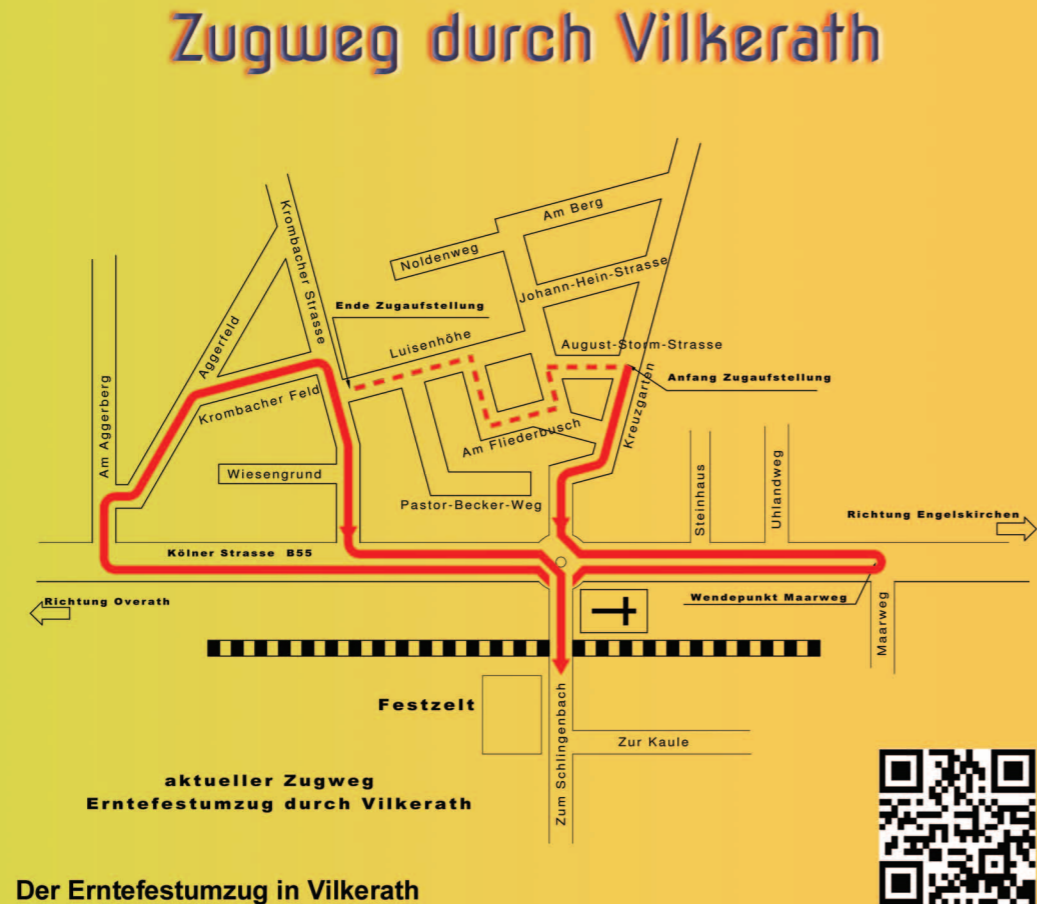 Zugweg durch Vilkerath
Am Berg
Noldenweg
Krombacher Strasse
Johann-Hein-Strasse
Ende Zugaufstellung
Luisenhöhe
August-Storm-Strasse
Aggerfeld
Anfang Zugaufstellung
Kreuzgarten
Krombacher Feld
Am Aggerberg
Am Fliederbusch
Wiesengrund
Pastor-Becker-Weg
Steinhaus
Uhlandweg
Richtung Engelskirchen
Kölner Strasse B55
Richtung Overath
Wendepunkt Maarweg
Maarweg
Festzelt
Zum Schlingenbach
Zur Kaule
aktueller Zugweg
Erntefestumzug durch Vilkerath
Der Erntefestumzug in Vilkerath